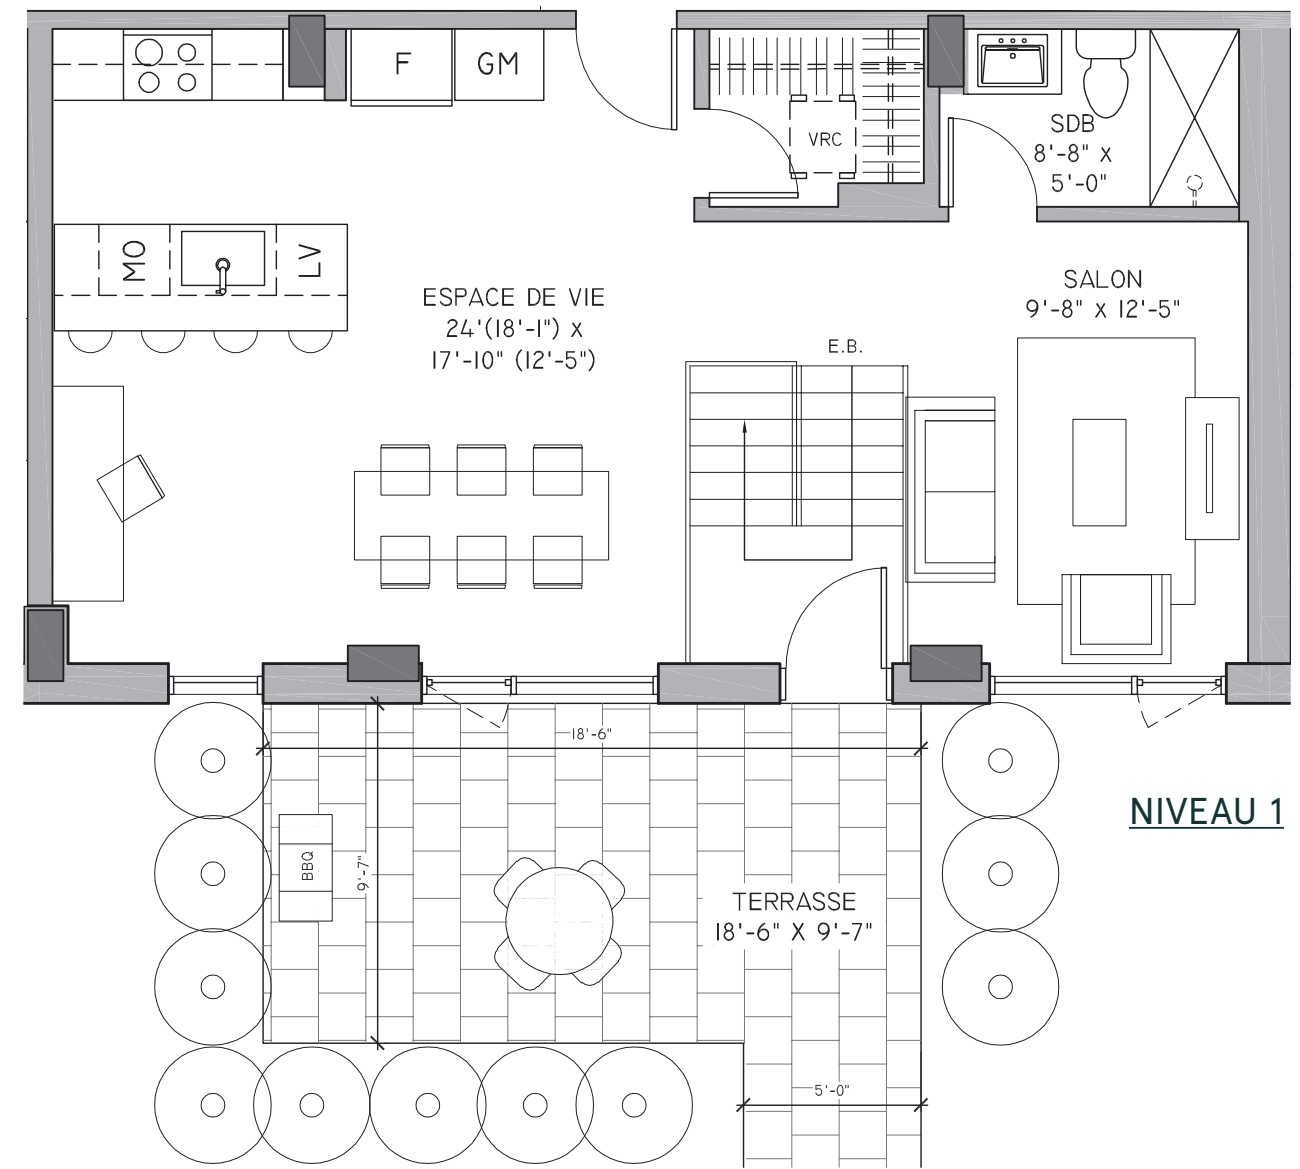 F
GM
VRC
SDB
8'-8" X
5'-0"
MO
LV
ESPACE DE VIE
24'(18'-1") X
17'-10" (12'-5")
SALON
9'-8" X 12'-5"
E.B.
18'-6"
NIVEAU 1
BBQ
9'-7"
TERRASSE
18'-6" X 9'-7"
5'-0"